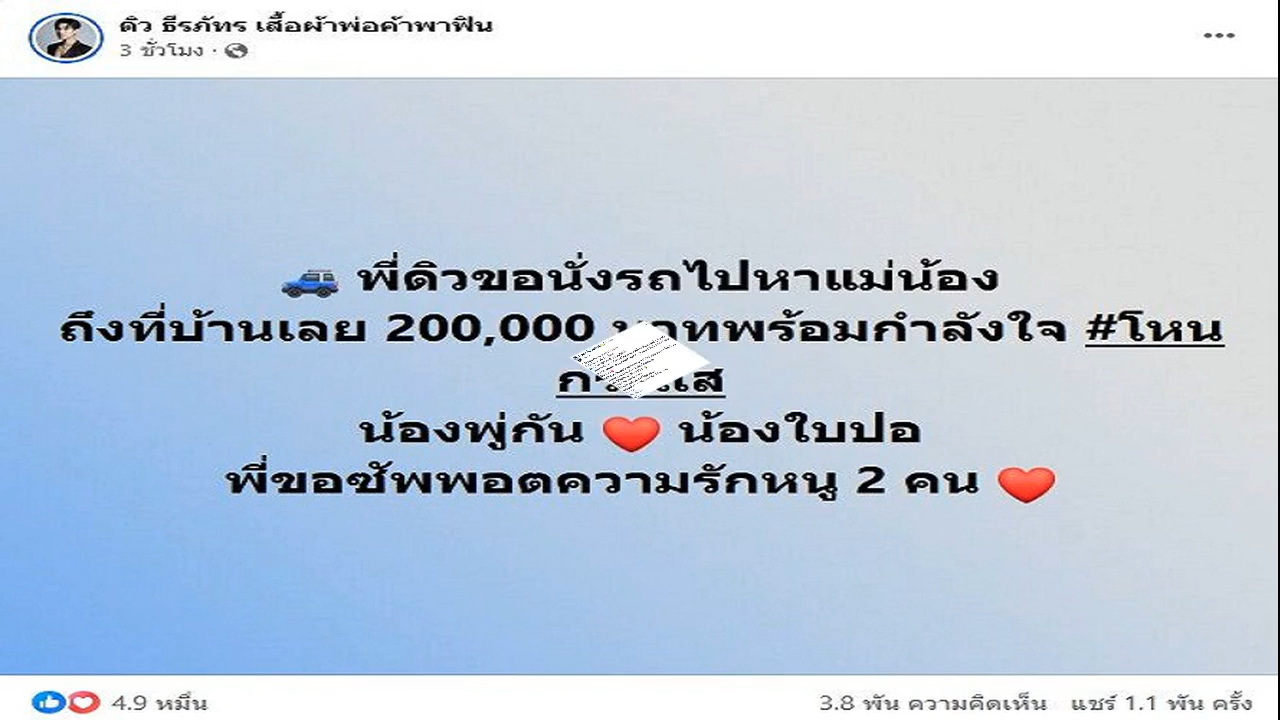 ดิว ธีรภัทร เสื้อผ้าพ่อค้าพาฟิน
3 ชั่วโมง ·
🚙 พี่ดิวขอนั่งรถไปหาแม่น้อง
ถึงที่บ้านเลย 200,000 บาทพร้อมกำลังใจ #โหน
น้องพู่กัน ❤️ น้องใบปอ
พี่ขอซัพพอตความรักหนู 2 คน ❤️
4.9 หมื่น
3.8 พัน ความคิดเห็น แชร์ 1.1 พัน ครั้ง